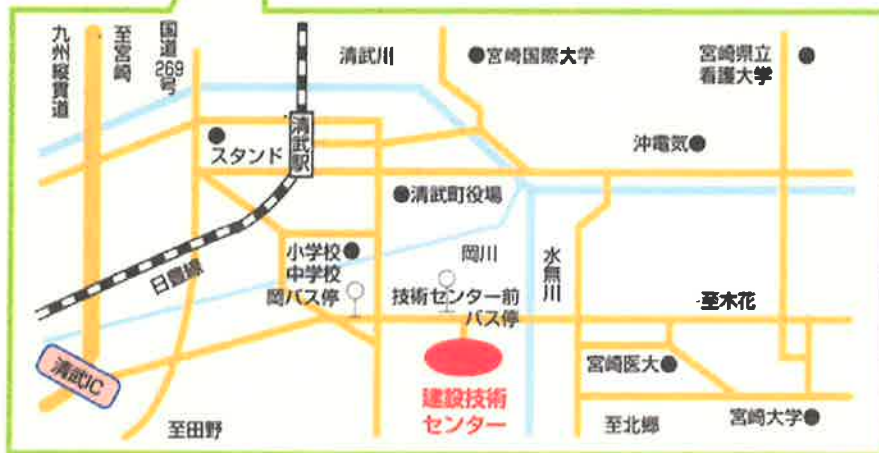 九州縦貫道
至宮崎
国道269号
清武川
●宮崎国際大学
宮崎県立
看護大学
スタンド
清武駅
沖電気●
●清武町役場
小学校●
中学校
岡バス停
岡川
水無川
日豊線
技術センター前
バス停
至木花
清武IC
建設技術
センター
宮崎医大●
至田野
至北郷
宮崎大学●